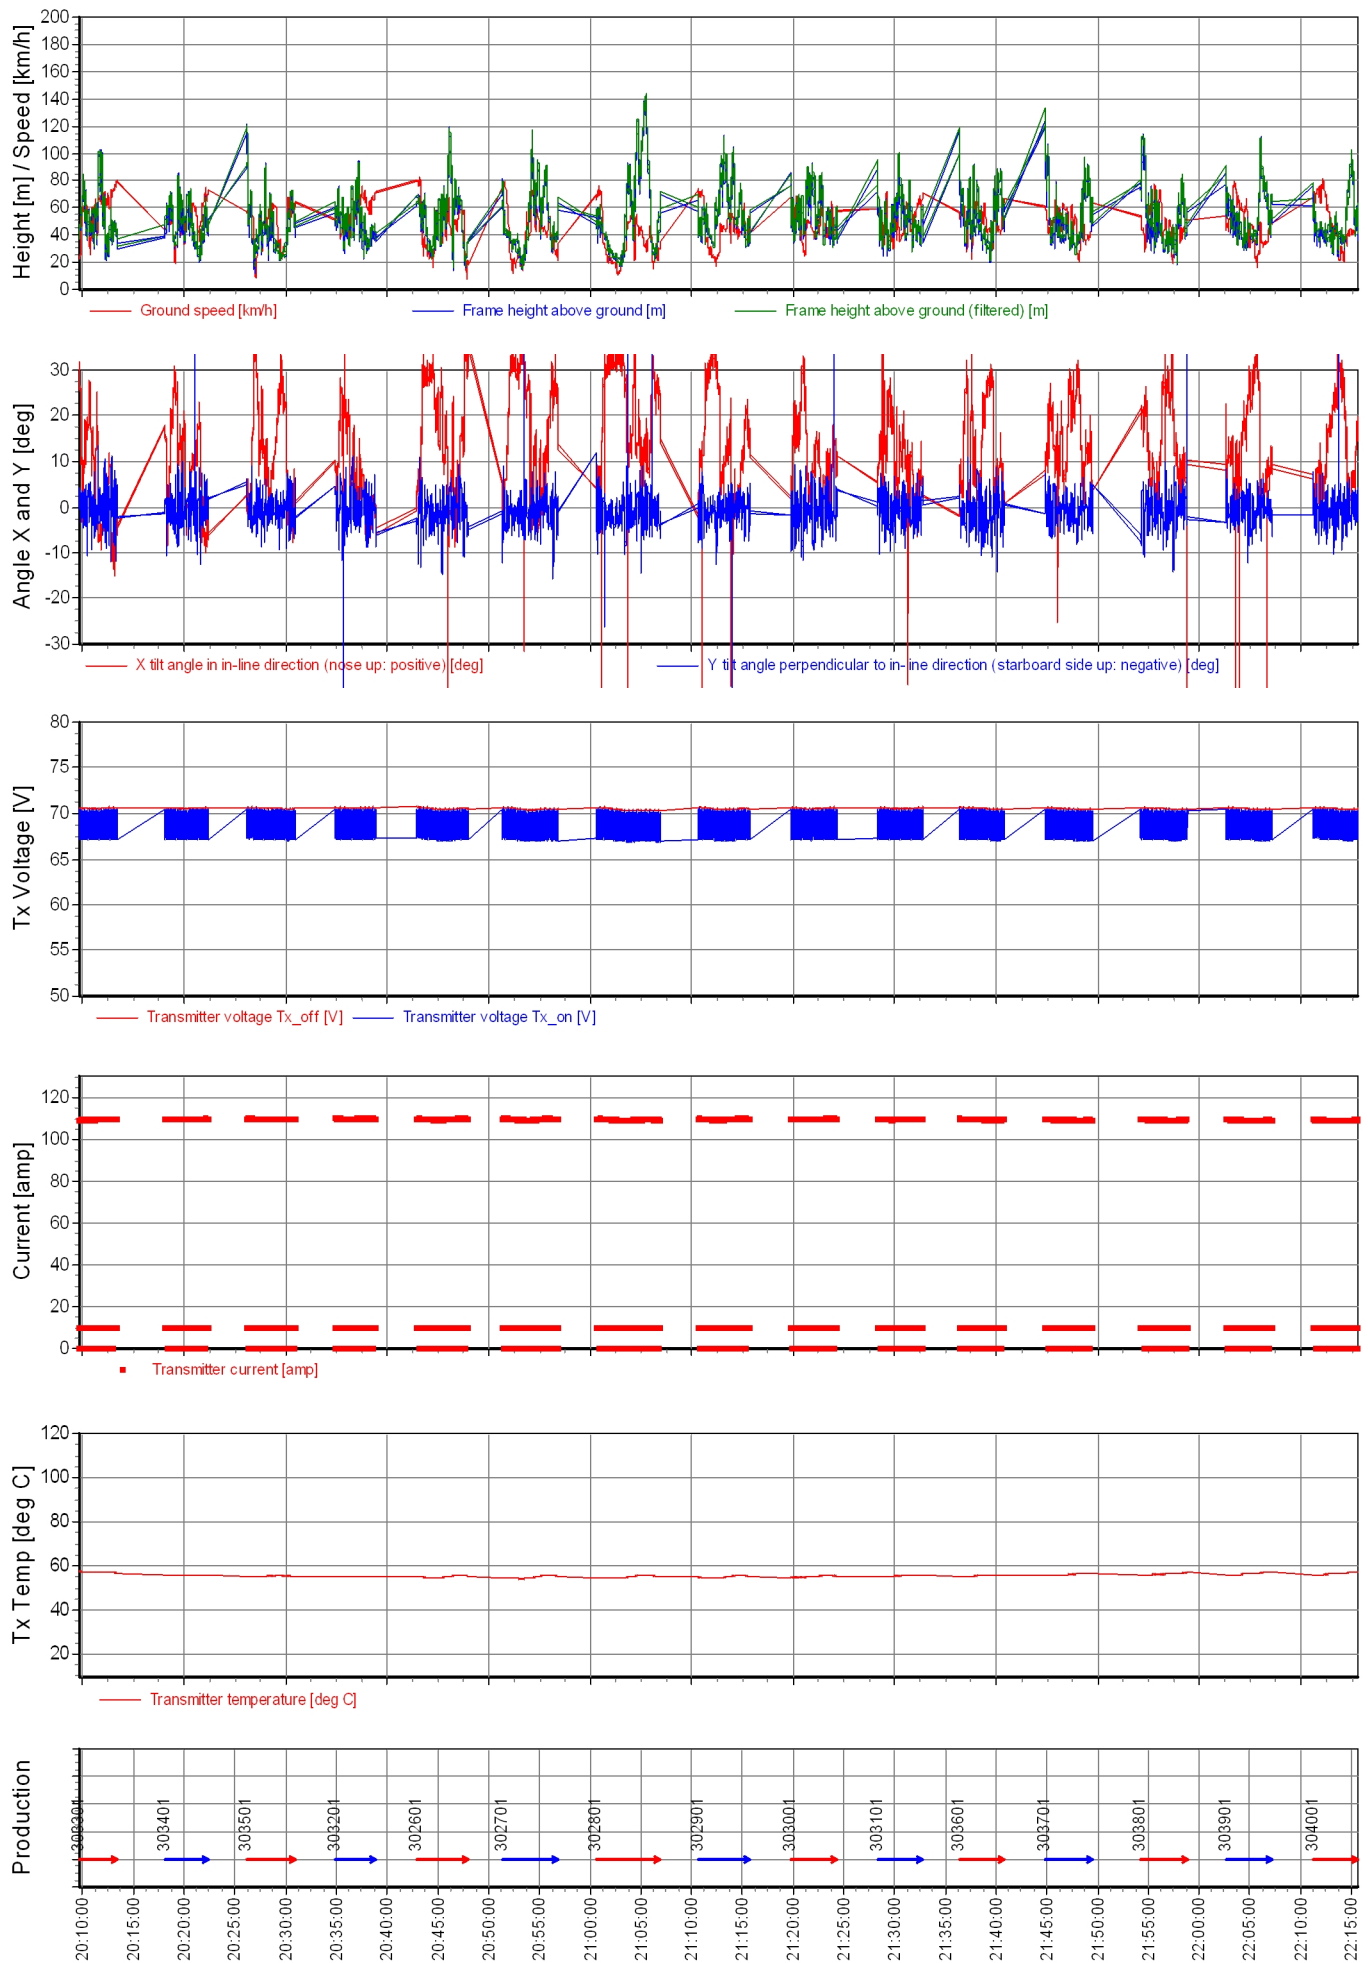 Height [m] / Speed [km/h]
200
180
160
140
120
100
80
60
40
20
0
Ground speed [km/h] Frame height above ground [m] Frame height above ground (filtered) [m]
Angle X and Y [deg]
30
20
10
0
-10
-20
-30
X tilt angle in in-line direction (nose up: positive) [deg] Y tilt angle perpendicular to in-line direction (starboard side up: negative) [deg]
Tx Voltage [V]
80
75
70
65
60
55
50
Transmitter voltage Tx_off [V] Transmitter voltage Tx_on [V]
Current [amp]
120
100
80
60
40
20
0
Transmitter current [amp]
Tx Temp [deg C]
120
100
80
60
40
20
Transmitter temperature [deg C]
Production
303301 303401 303501 303201 302601 302701 302801 302901 303001 303101 303601 303701 303801 303901 304001
20:10:00 20:15:00 20:20:00 20:25:00 20:30:00 20:35:00 20:40:00 20:45:00 20:50:00 20:55:00 21:00:00 21:05:00 21:10:00 21:15:00 21:20:00 21:25:00 21:30:00 21:35:00 21:40:00 21:45:00 21:50:00 21:55:00 22:00:00 22:05:00 22:10:00 22:15:00